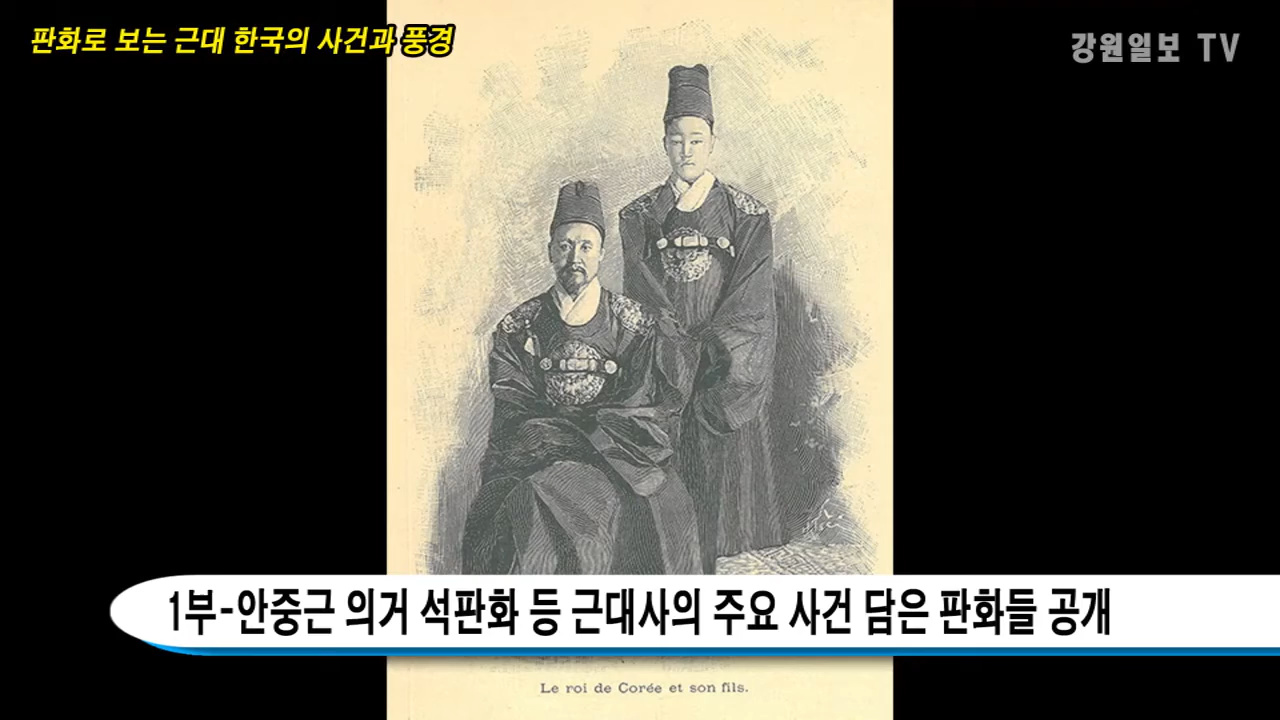 판화로 보는 근대 한국의 사건과 풍경
강원일보 TV
1부-안중근 의거 석판화 등 근대사의 주요 사건 담은 판화들 공개
Le roi de Corée et son fils.